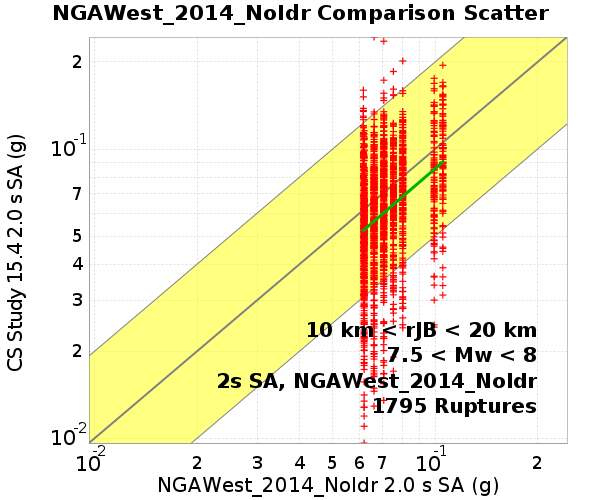 NGAWest_2014_NoIdr Comparison Scatter
CS Study 15.4 2.0 s SA (g)
2
10^-1
7
5
4
3
2
10^-2
10 km < rJB < 20 km
7.5 < Mw < 8
2s SA, NGAWest_2014_NoIdr
1795 Ruptures
10^-2 2 3 4 5 6 7 10^-1 2
NGAWest_2014_NoIdr 2.0 s SA (g)